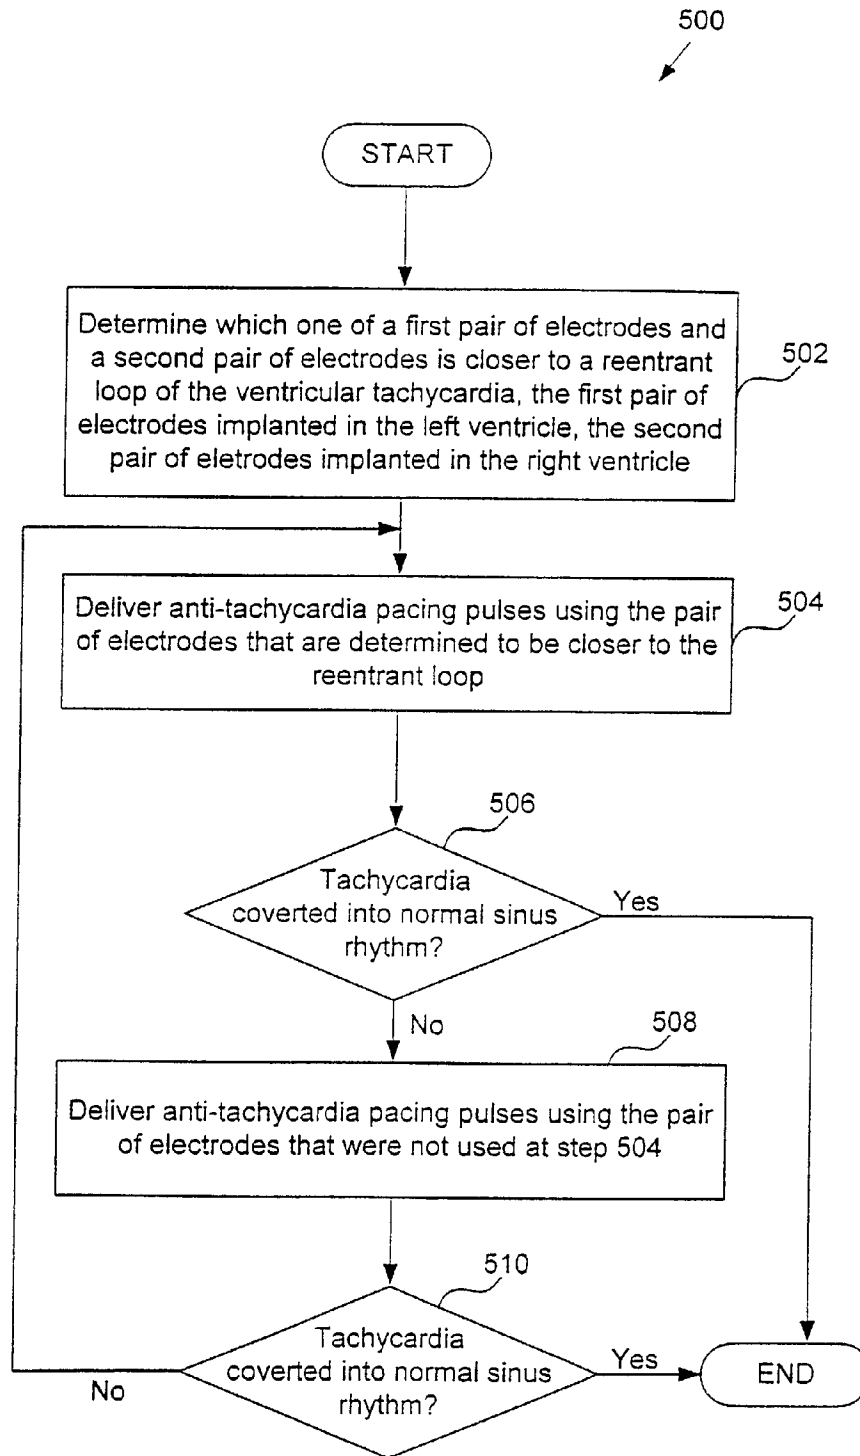 500
START
Determine which one of a first pair of electrodes and
a second pair of electrodes is closer to a reentrant
loop of the ventricular tachycardia, the first pair of
electrodes implanted in the left ventricle, the second
pair of eletrodes implanted in the right ventricle
502
Deliver anti-tachycardia pacing pulses using the pair
of electrodes that are determined to be closer to the
reentrant loop
504
506
Tachycardia
coverted into normal sinus
rhythm?
Yes
No
508
Deliver anti-tachycardia pacing pulses using the pair
of electrodes that were not used at step 504
510
Tachycardia
coverted into normal sinus
rhythm?
No
Yes
END